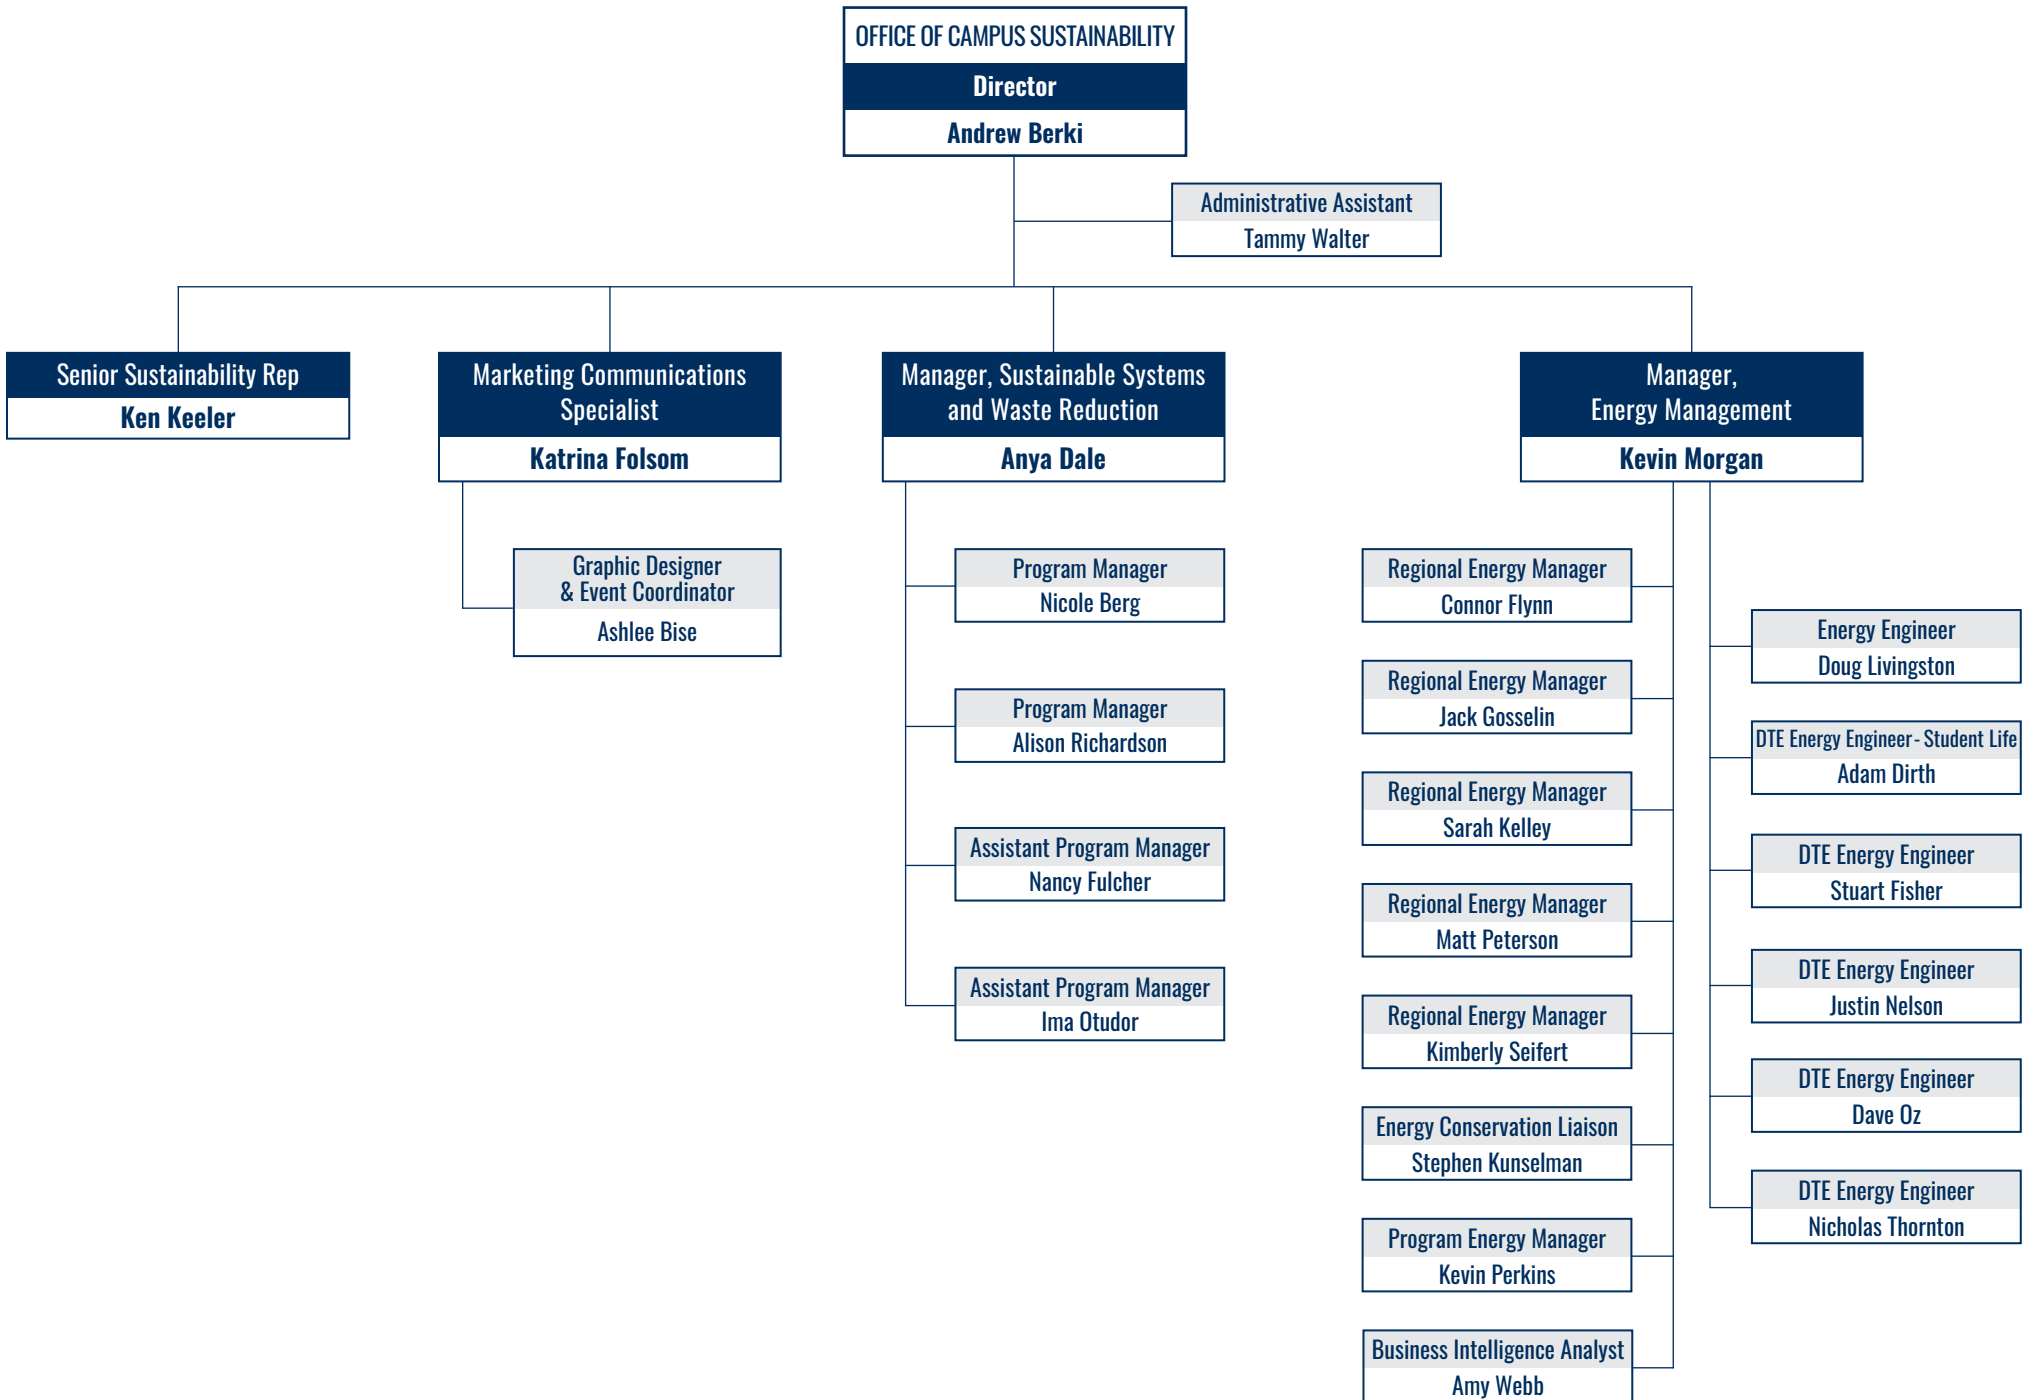 OFFICE OF CAMPUS SUSTAINABILITY
Director
Andrew Berki
Administrative Assistant
Tammy Walter
Senior Sustainability Rep
Ken Keeler
Marketing Communications
Specialist
Katrina Folsom
Graphic Designer
& Event Coordinator
Ashlee Bise
Manager, Sustainable Systems
and Waste Reduction
Anya Dale
Program Manager
Nicole Berg
Program Manager
Alison Richardson
Assistant Program Manager
Nancy Fulcher
Assistant Program Manager
Ima Otudor
Manager,
Energy Management
Kevin Morgan
Regional Energy Manager
Connor Flynn
Regional Energy Manager
Jack Gosselin
Regional Energy Manager
Sarah Kelley
Regional Energy Manager
Matt Peterson
Regional Energy Manager
Kimberly Seifert
Energy Conservation Liaison
Stephen Kunselman
Program Energy Manager
Kevin Perkins
Business Intelligence Analyst
Amy Webb
Energy Engineer
Doug Livingston
DTE Energy Engineer - Student Life
Adam Dirth
DTE Energy Engineer
Stuart Fisher
DTE Energy Engineer
Justin Nelson
DTE Energy Engineer
Dave Oz
DTE Energy Engineer
Nicholas Thornton